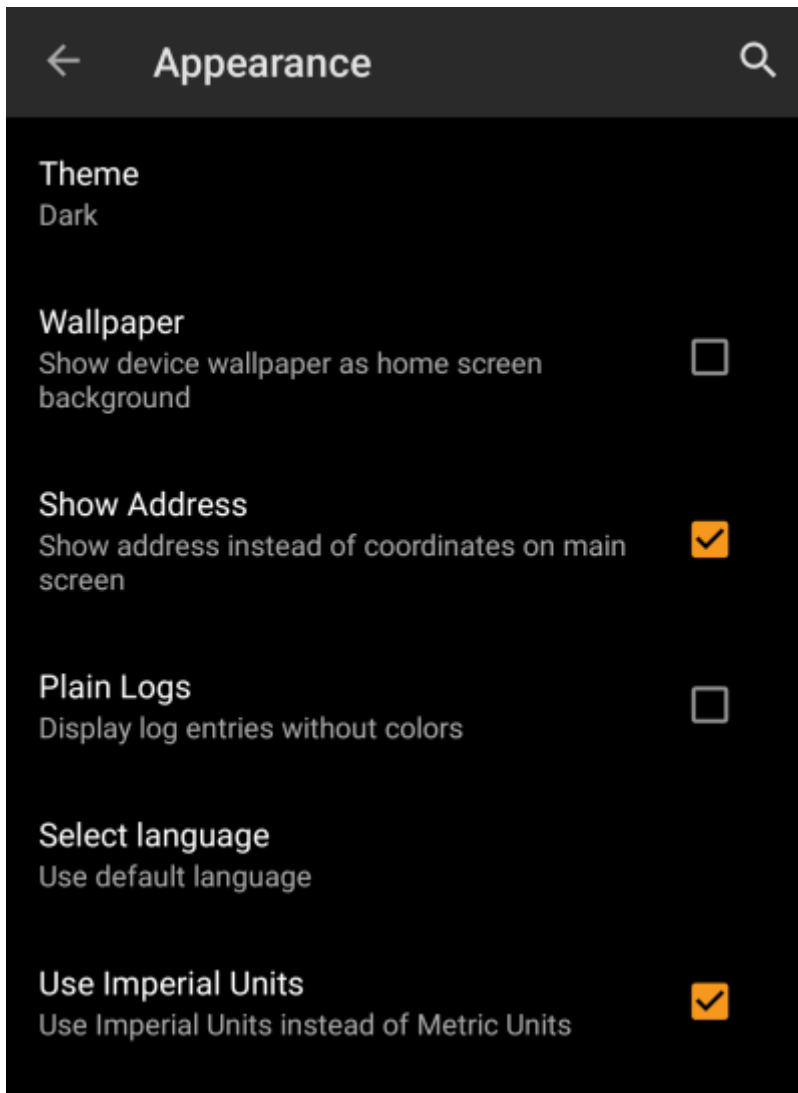 Appearance
Theme
Dark
Wallpaper
Show device wallpaper as home screen
background
Show Address
Show address instead of coordinates on main
screen
Plain Logs
Display log entries without colors
Select language
Use default language
Use Imperial Units
Use Imperial Units instead of Metric Units